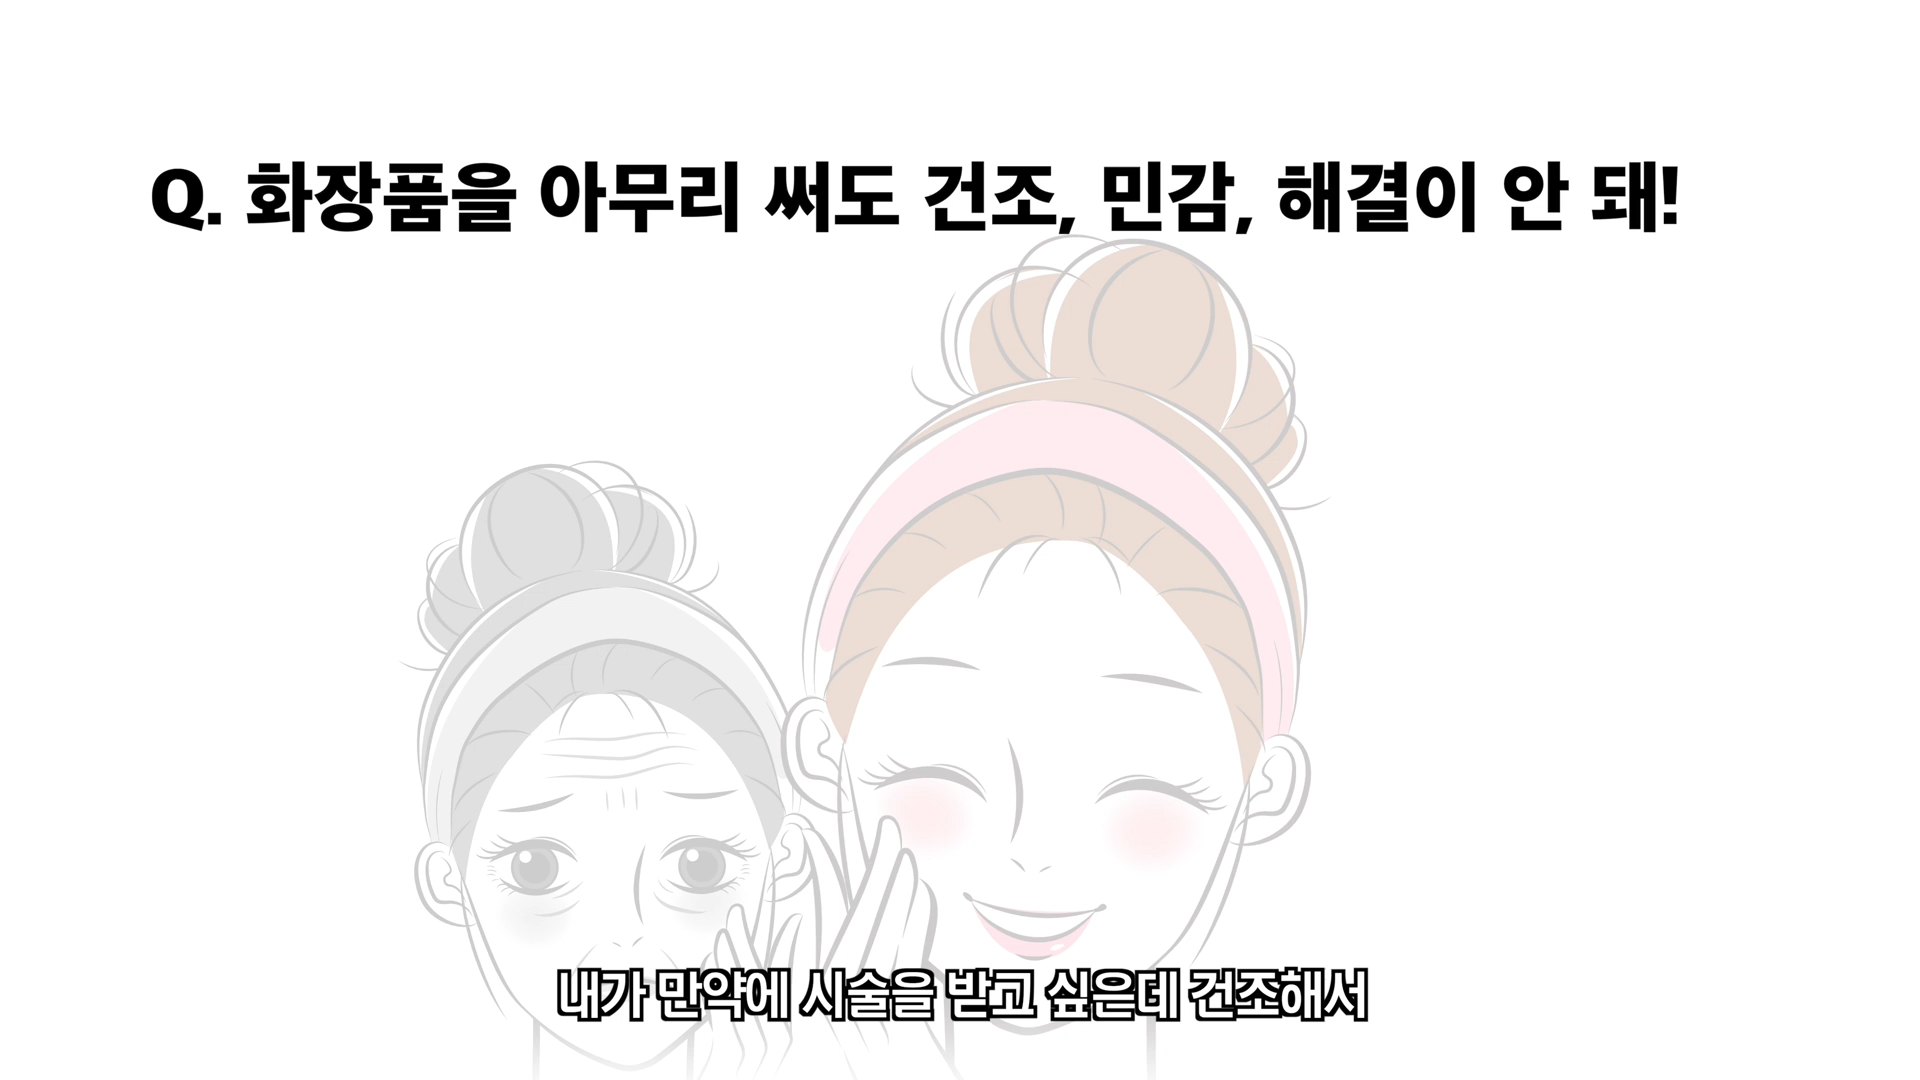 Q. 화장품을 아무리 써도 건조, 민감, 해결이 안 돼!
내가 만약에 시술을 받고 싶은데 건조해서